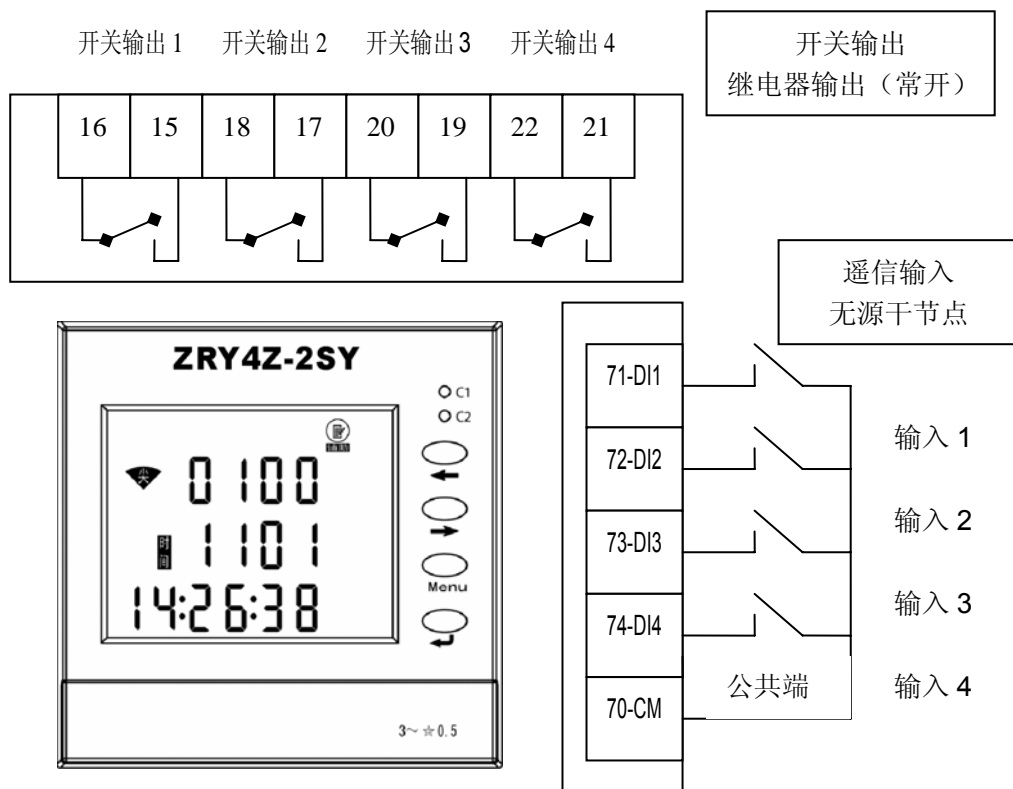 开关输出 1 开关输出 2 开关输出 3 开关输出 4
开关输出
继电器输出（常开）
16 15 18 17 20 19 22 21
遥信输入
无源干节点
ZRY4Z-2SY
C1
C2
尖
0100
时间
1101
14:26:38
Menu
3～☆0.5
71-DI1
72-DI2
73-DI3
74-DI4
70-CM
公共端
输入 1
输入 2
输入 3
输入 4